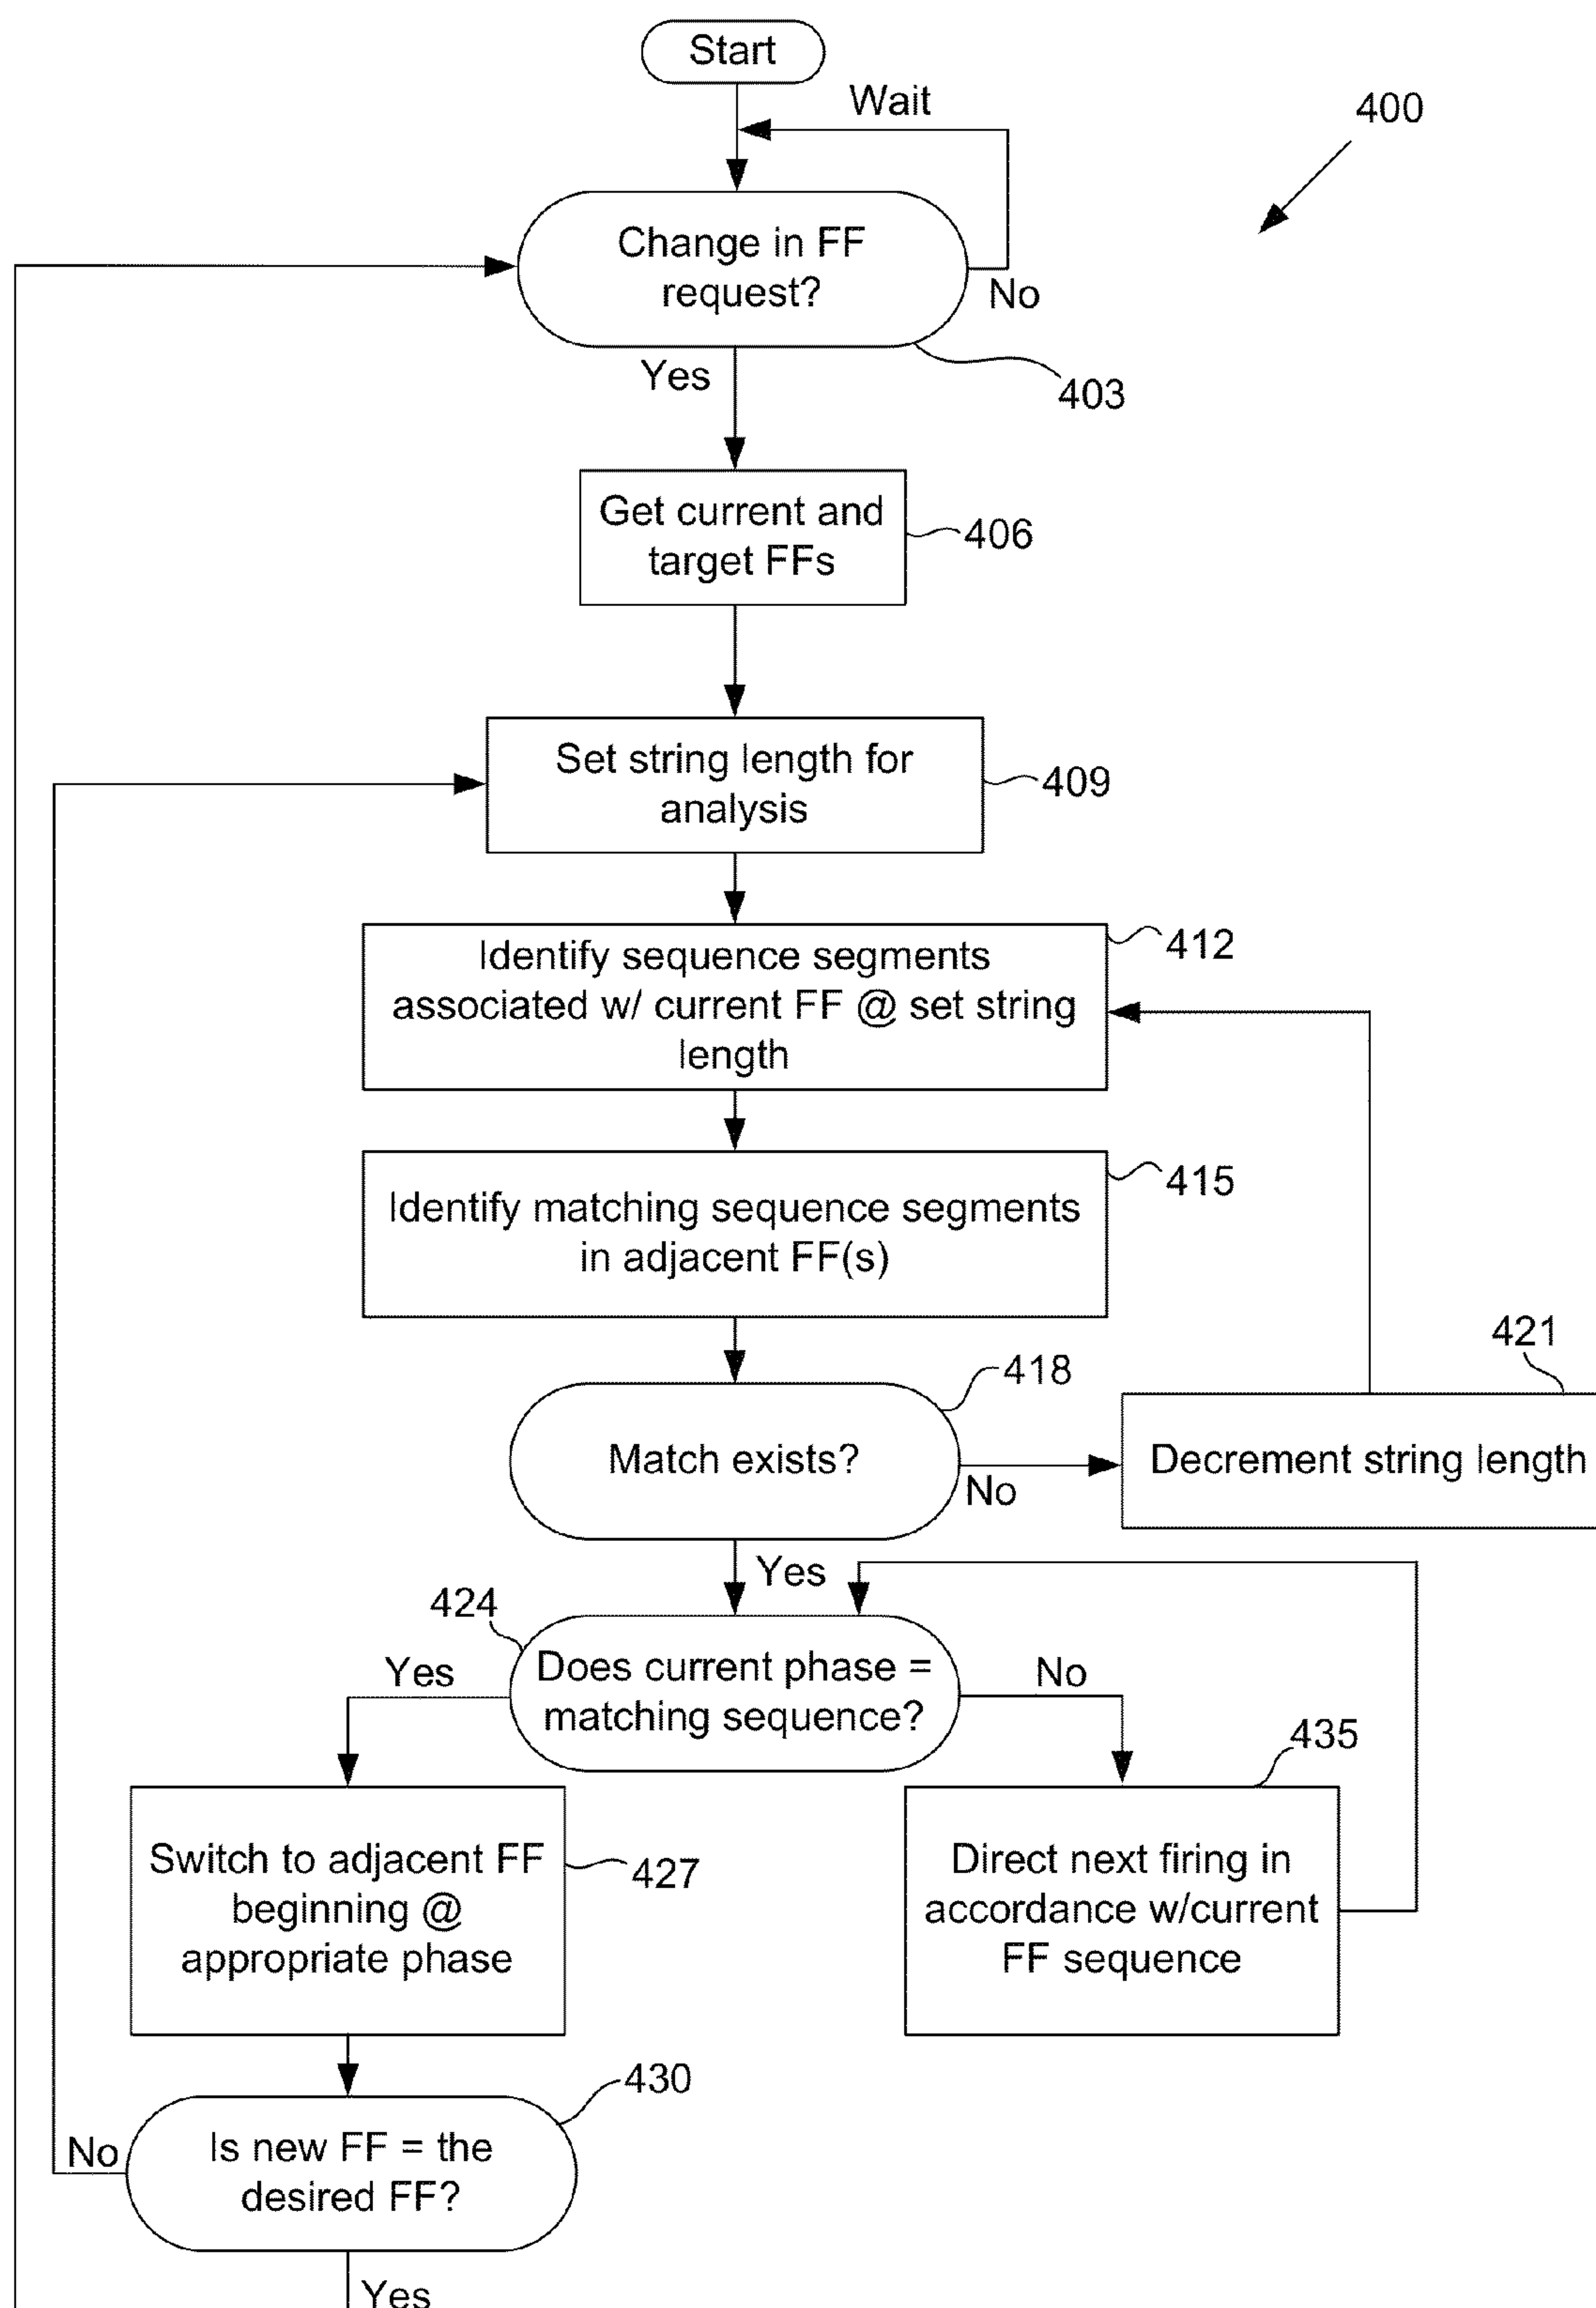 Start
Wait
400
Change in FF
request?
No
403
Yes
Get current and
target FFs
406
Set string length for
analysis
409
Identify sequence segments
associated w/ current FF @ set string
length
412
Identify matching sequence segments
in adjacent FF(s)
415
418
421
Match exists?
No
Decrement string length
Yes
424
Does current phase =
matching sequence?
Yes
No
435
Switch to adjacent FF
beginning @
appropriate phase
427
Direct next firing in
accordance w/current
FF sequence
430
Is new FF = the
desired FF?
No
Yes